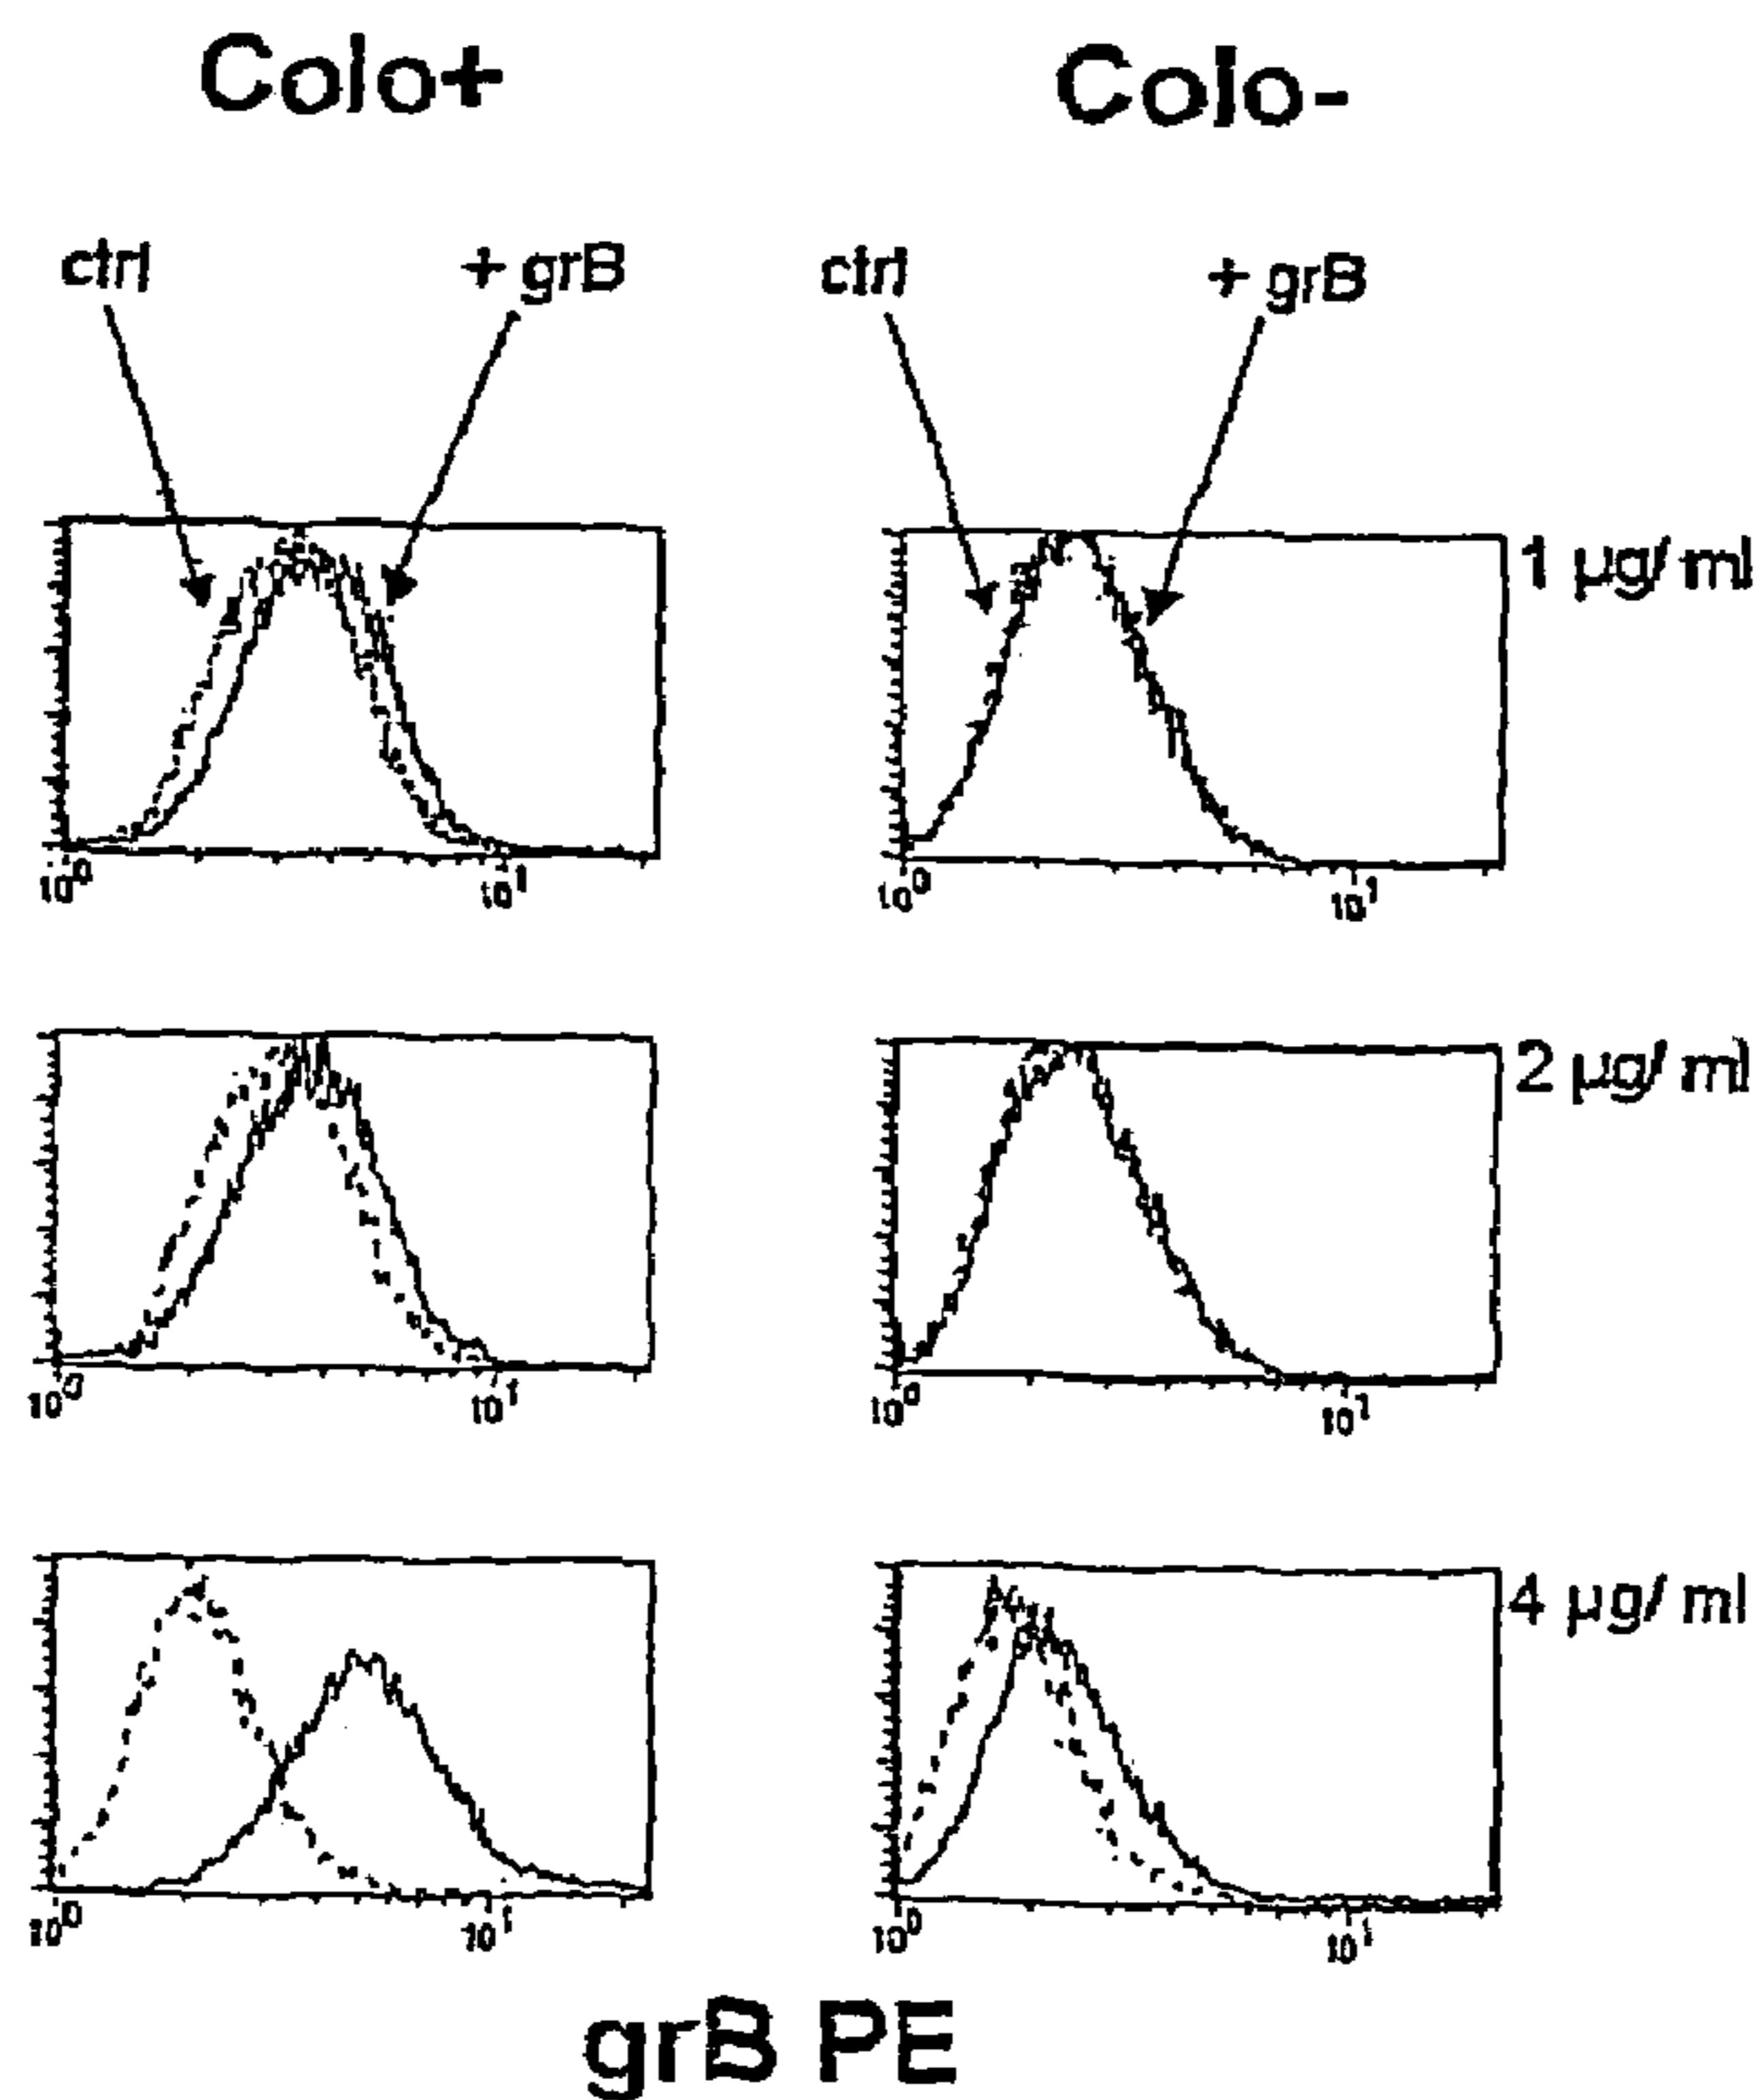 Colo+ Colo-
ctrl + grB ctrl + grB
1 µg/ ml
10⁰ 10¹ 10⁰ 10¹
2 µg/ ml
10⁰ 10¹ 10⁰ 10¹
4 µg/ ml
10⁰ 10¹ 10⁰ 10¹
grB PE